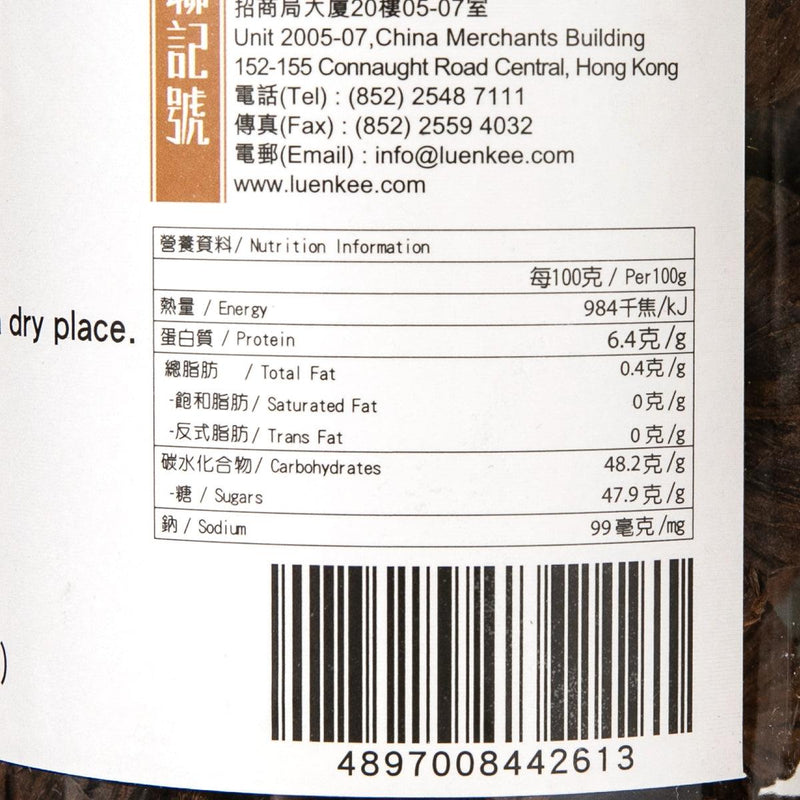 聯記號
招商局大廈20樓05-07室
Unit 2005-07,China Merchants Building
152-155 Connaught Road Central, Hong Kong
電話(Tel) : (852) 2548 7111
傳真(Fax) : (852) 2559 4032
電郵(Email) : info@luenkee.com
www.luenkee.com
dry place.
營養資料/ Nutrition Information
每100克 / Per100g
熱量 / Energy 984千焦/kJ
蛋白質 / Protein 6.4克/g
總脂肪 / Total Fat 0.4克/g
-飽和脂肪/ Saturated Fat 0克/g
-反式脂肪/ Trans Fat 0克/g
碳水化合物/ Carbohydrates 48.2克/g
-糖 / Sugars 47.9克/g
鈉 / Sodium 99毫克/mg
)
4897008442613